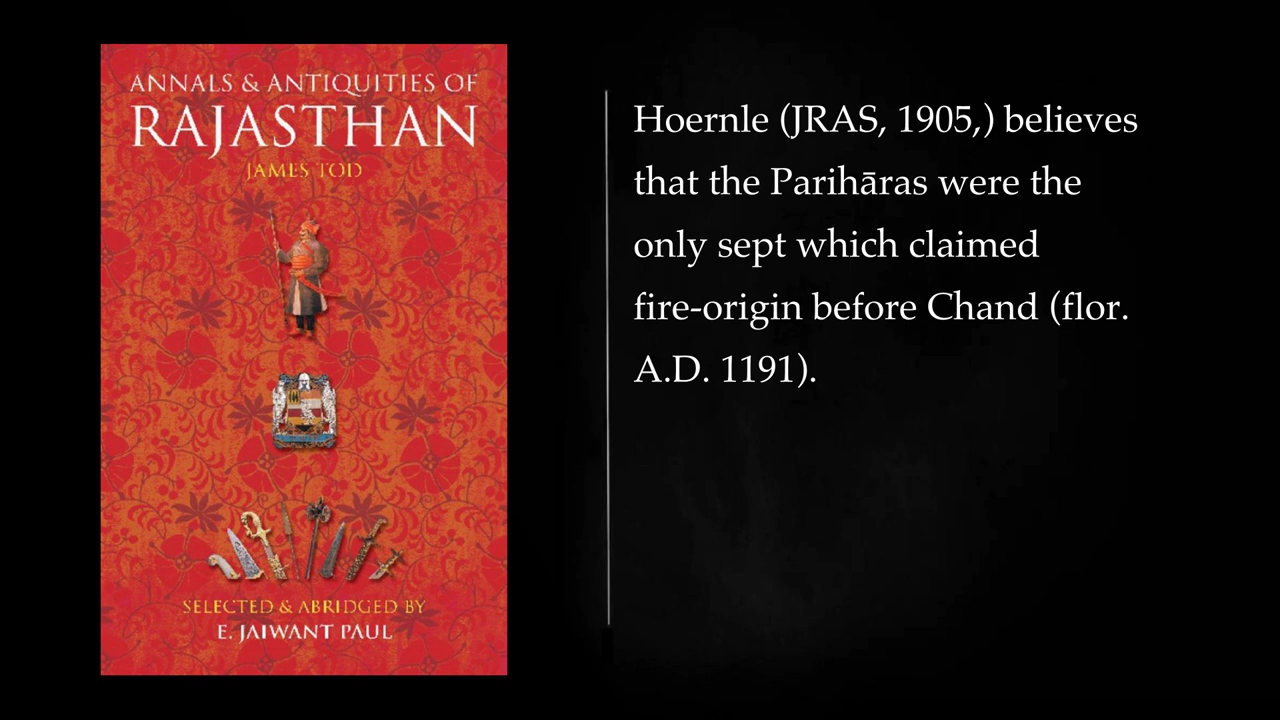 ANNALS & ANTIQUITIES OF
RAJASTHAN
JAMES TOD
SELECTED & ABRIDGED BY
E. JAIWANT PAUL
Hoernle (JRAS, 1905,) believes
that the Parihāras were the
only sept which claimed
fire-origin before Chand (flor.
A.D. 1191).